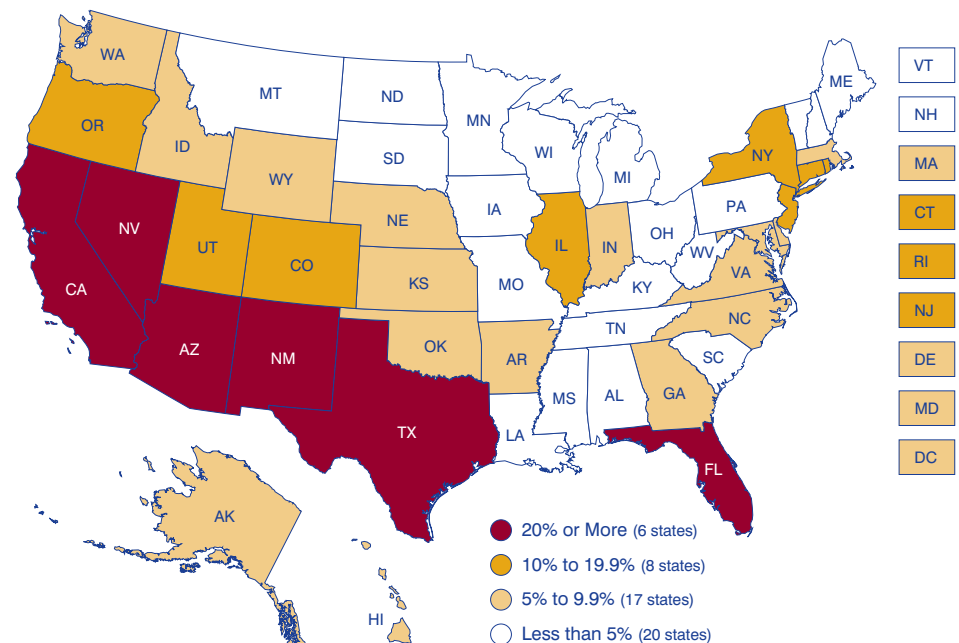 WA
MT
ND
MN
ME
VT
OR
ID
SD
WI
MI
NH
NY
WY
MA
NV
UT
CO
NE
IA
IL
IN
OH
PA
CT
CA
KS
MO
KY
WV
VA
RI
AZ
NM
OK
AR
TN
NC
NJ
TX
LA
MS
AL
GA
SC
DE
FL
MD
DC
AK
HI
20% or More (6 states)
10% to 19.9% (8 states)
5% to 9.9% (17 states)
Less than 5% (20 states)